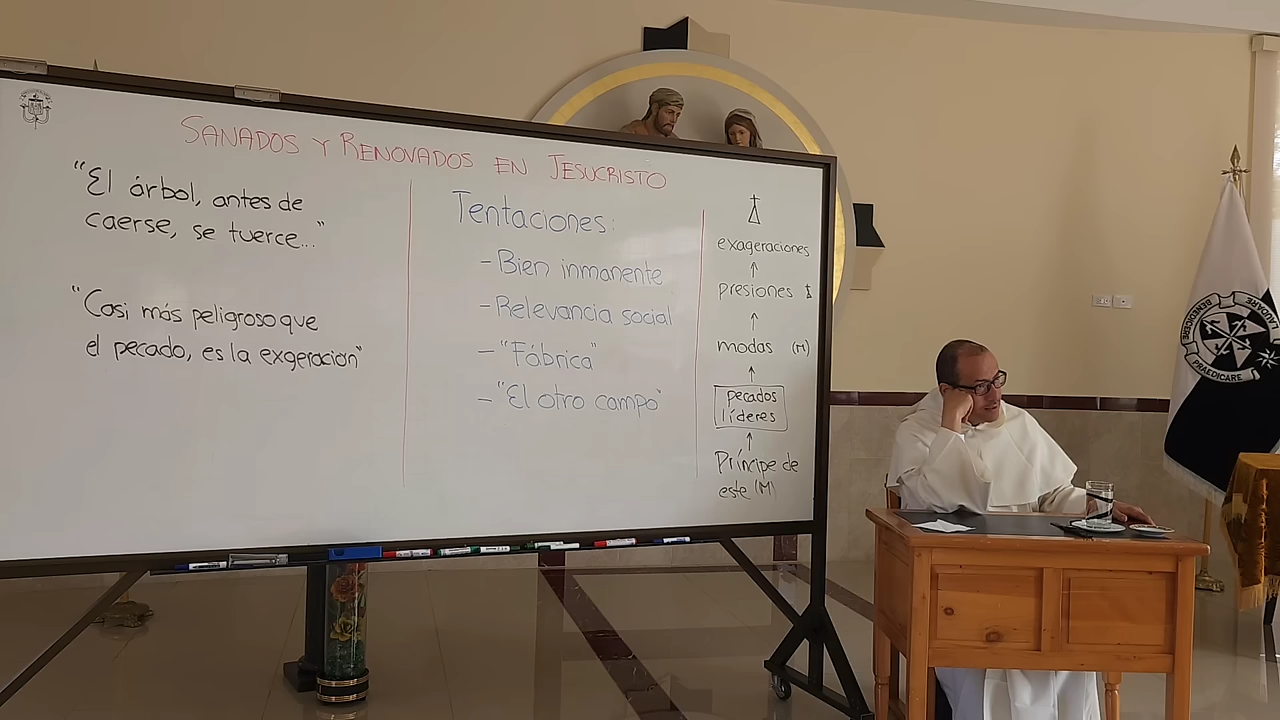 SANADOS Y RENOVADOS EN JESUCRISTO
"El árbol, antes de
caerse, se tuerce..."
"Casi más peligroso que
el pecado, es la exgeración"
Tentaciones:
- Bien inmanente
- Relevancia social
- "Fábrica"
- "El otro campo"
exageraciones
presiones $
modas (M)
pecados
líderes
Príncipe de
este (M)
LAUDARE
BENEDICERE
PRAEDICARE